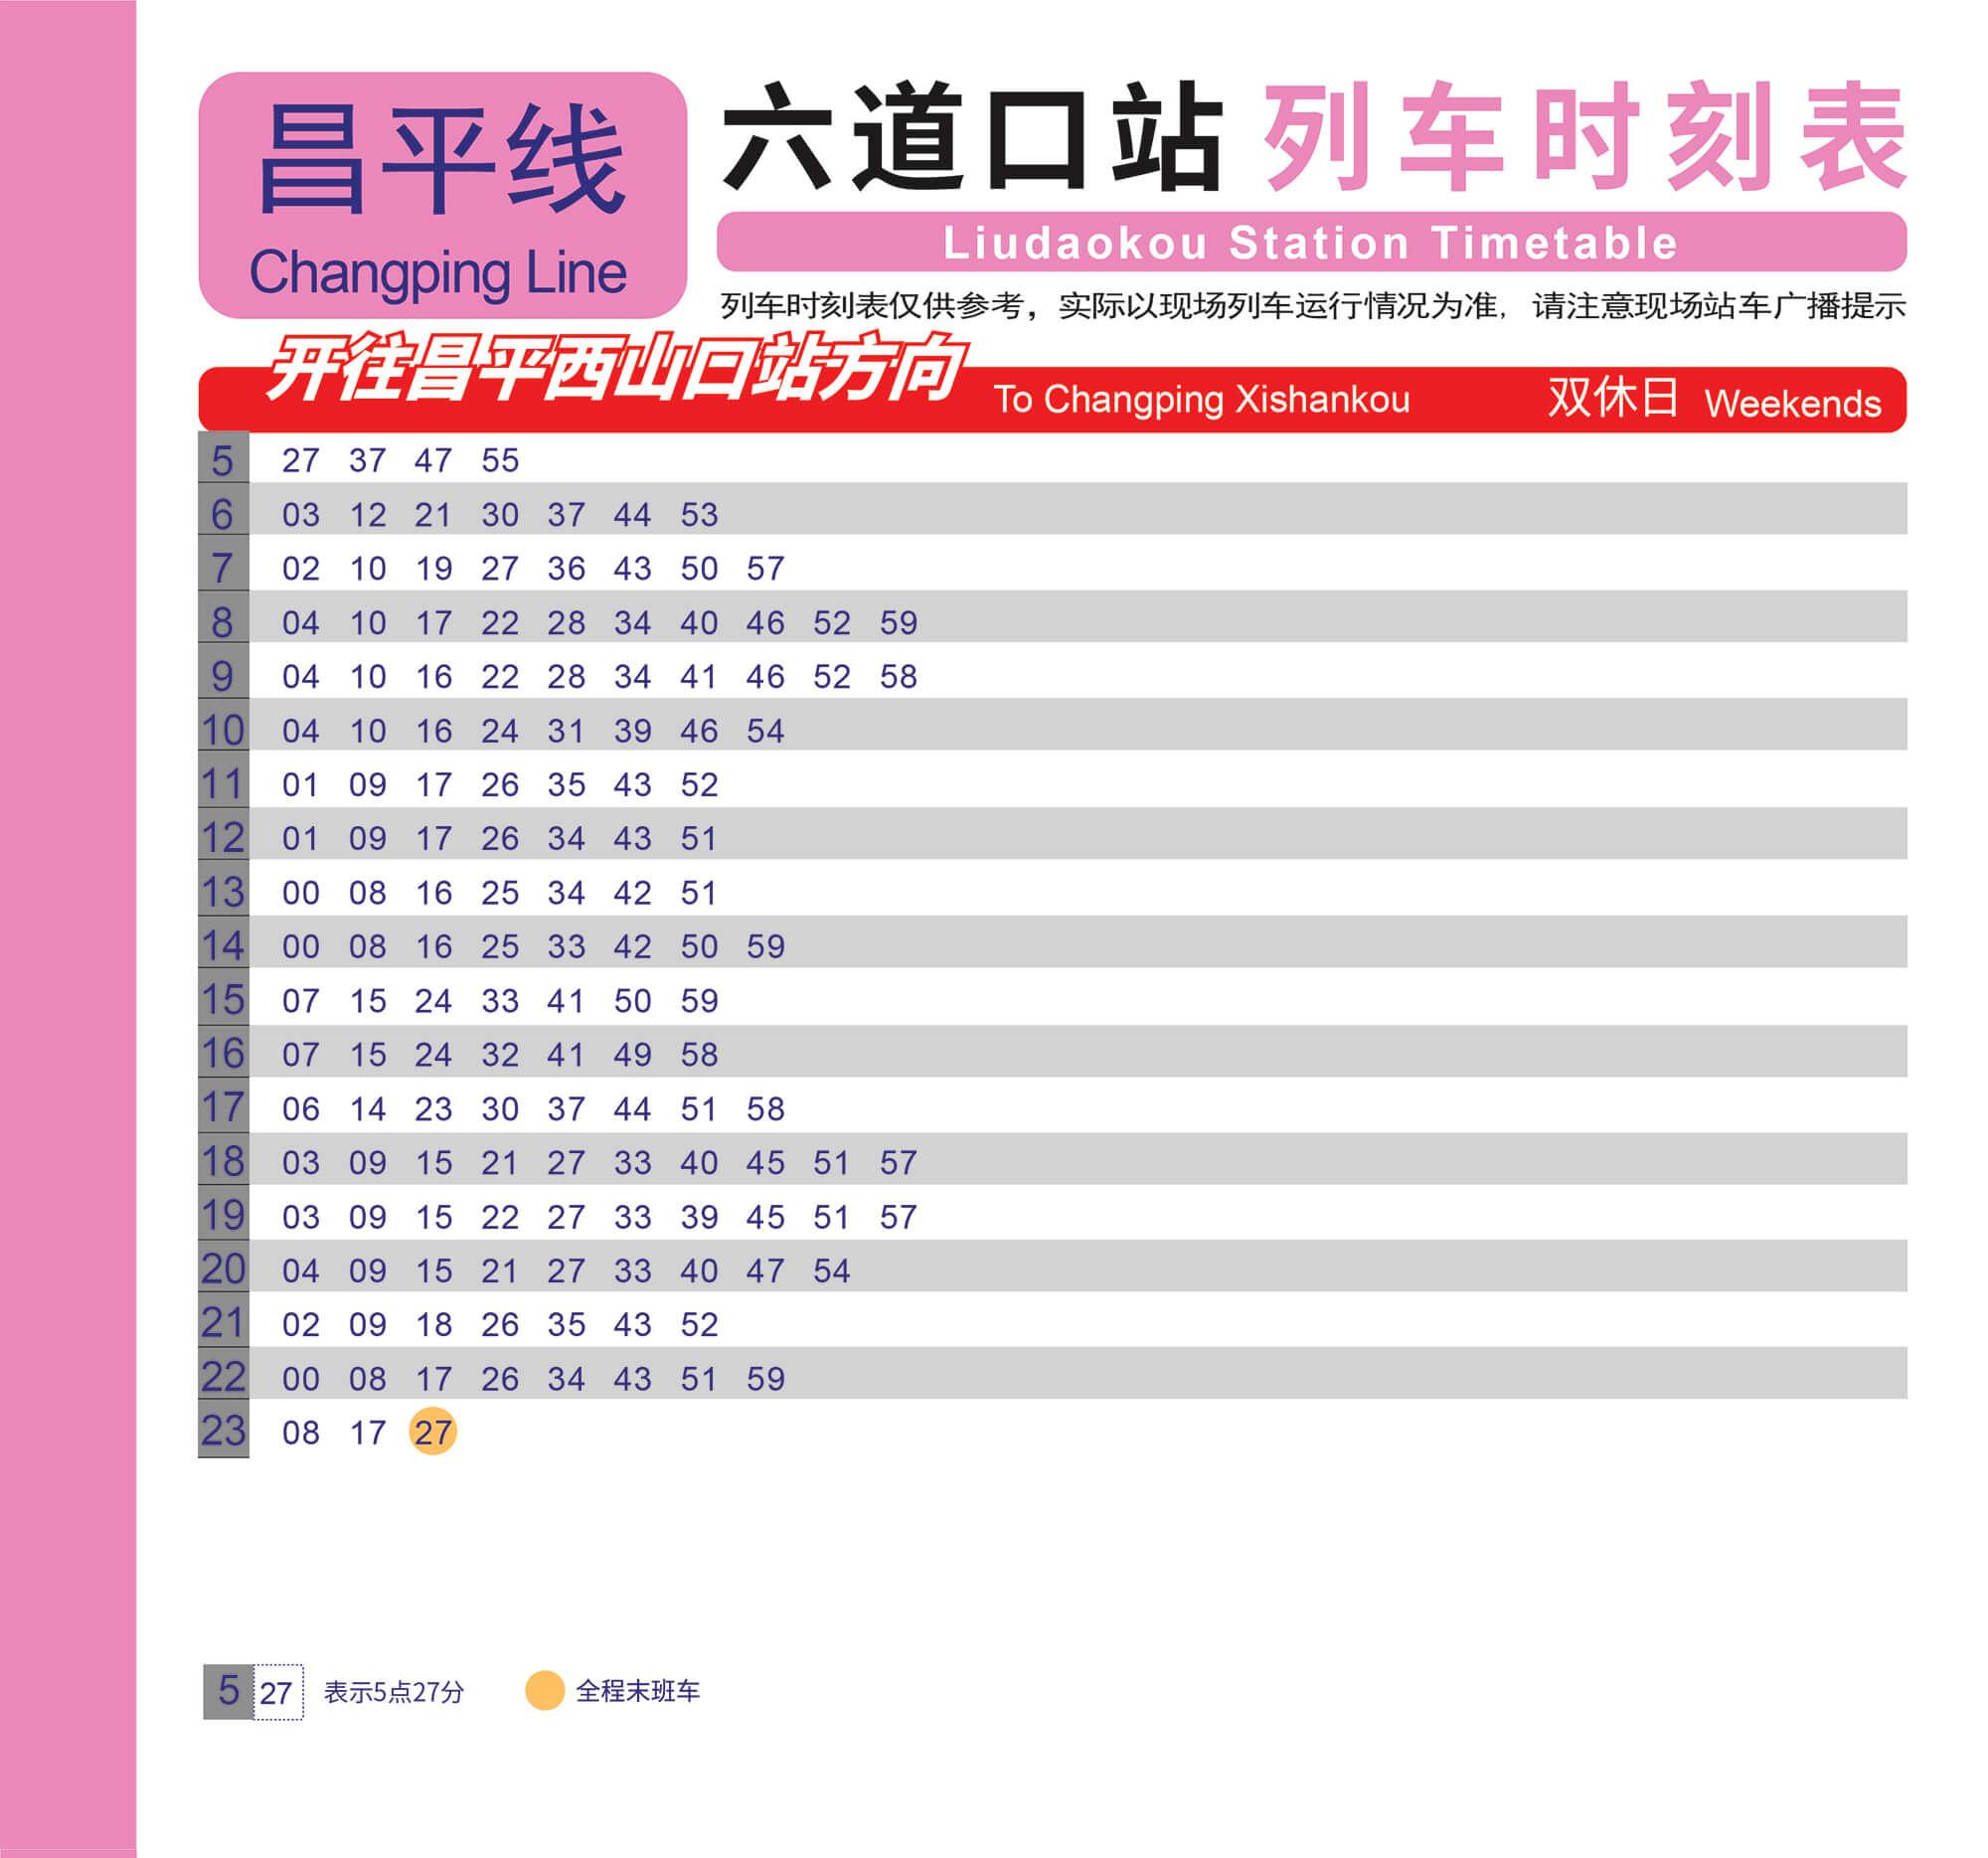 昌平线
Changping Line
六道口站 列车时刻表
Liudaokou Station Timetable
列车时刻表仅供参考，实际以现场列车运行情况为准，请注意现场站车广播提示
开往昌平西山口站方向 To Changping Xishankou 双休日 Weekends
5 27 37 47 55
6 03 12 21 30 37 44 53
7 02 10 19 27 36 43 50 57
8 04 10 17 22 28 34 40 46 52 59
9 04 10 16 22 28 34 41 46 52 58
10 04 10 16 24 31 39 46 54
11 01 09 17 26 35 43 52
12 01 09 17 26 34 43 51
13 00 08 16 25 34 42 51
14 00 08 16 25 33 42 50 59
15 07 15 24 33 41 50 59
16 07 15 24 32 41 49 58
17 06 14 23 30 37 44 51 58
18 03 09 15 21 27 33 40 45 51 57
19 03 09 15 22 27 33 39 45 51 57
20 04 09 15 21 27 33 40 47 54
21 02 09 18 26 35 43 52
22 00 08 17 26 34 43 51 59
23 08 17 27
5 27 表示5点27分 全程末班车